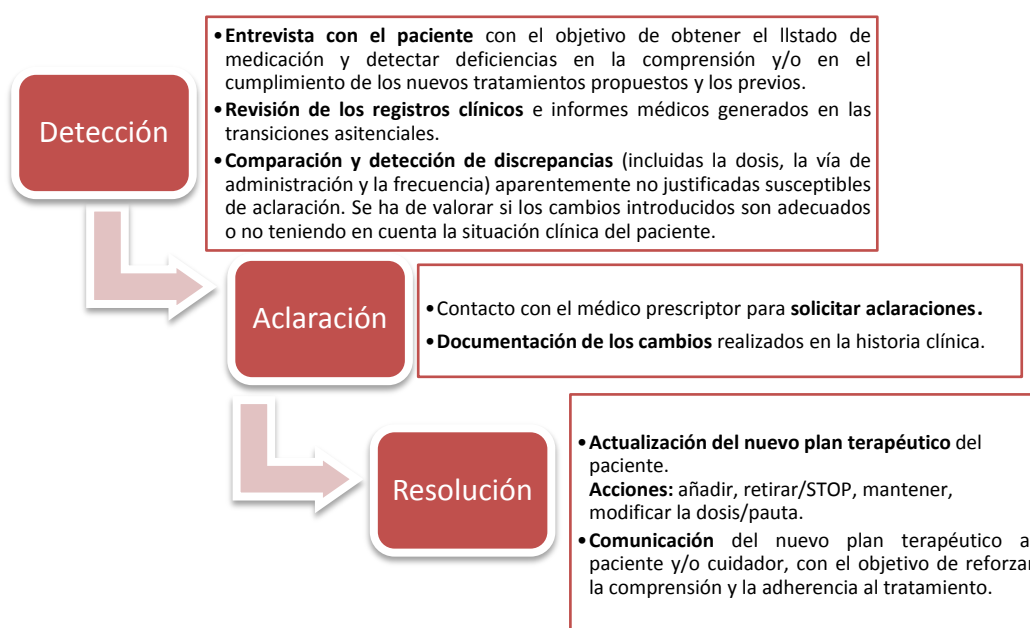 Detección
•Entrevista con el paciente con el objetivo de obtener el llstado de
medicación y detectar deficiencias en la comprensión y/o en el
cumplimiento de los nuevos tratamientos propuestos y los previos.
•Revisión de los registros clínicos e informes médicos generados en las
transiciones asitenciales.
•Comparación y detección de discrepancias (incluidas la dosis, la vía de
administración y la frecuencia) aparentemente no justificadas susceptibles
de aclaración. Se ha de valorar si los cambios introducidos son adecuados
o no teniendo en cuenta la situación clínica del paciente.
Aclaración
•Contacto con el médico prescriptor para solicitar aclaraciones.
•Documentación de los cambios realizados en la historia clínica.
Resolución
•Actualización del nuevo plan terapéutico del
paciente.
Acciones: añadir, retirar/STOP, mantener,
modificar la dosis/pauta.
•Comunicación del nuevo plan terapéutico a
paciente y/o cuidador, con el objetivo de reforzar
la comprensión y la adherencia al tratamiento.